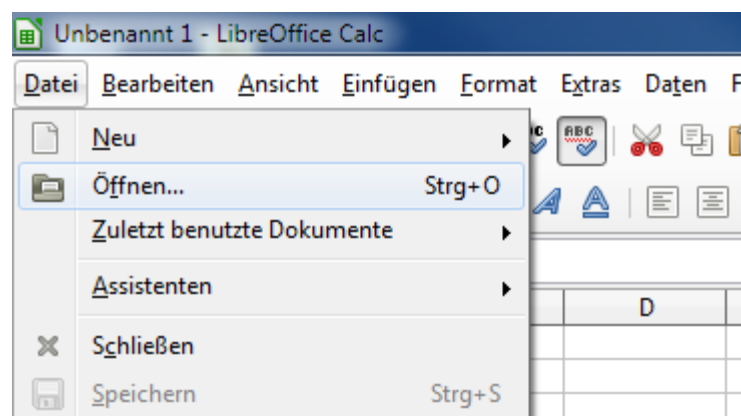 Unbenannt 1 - LibreOffice Calc
Datei Bearbeiten Ansicht Einfügen Format Extras Daten F
ABC
Neu
Öffnen... Strg+O
Zuletzt benutzte Dokumente
Assistenten
D
Schließen
Speichern Strg+S